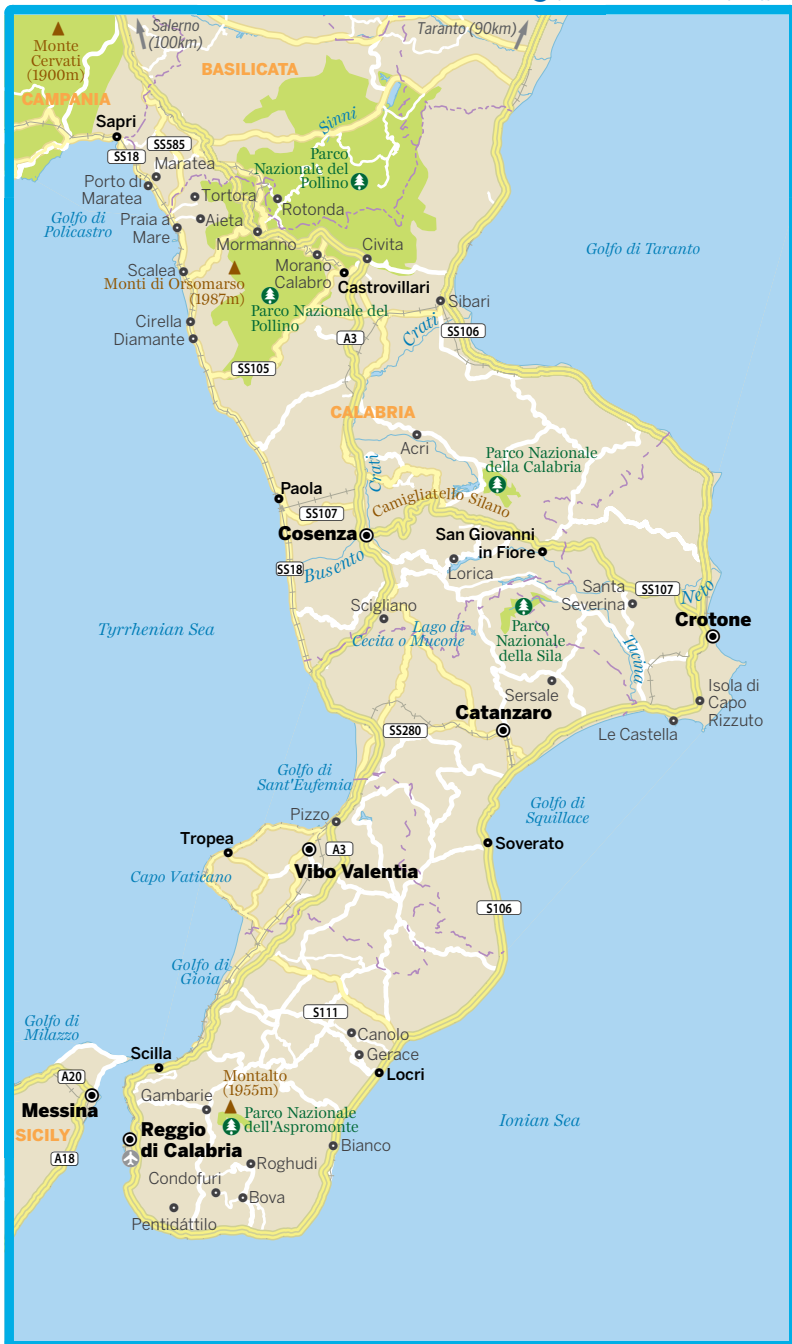 Salerno
(100km)
Taranto (90km)
Monte
Cervati
(1900m)
BASILICATA
CAMPANIA
Sapri
Sinni
SS585
SS18
Maratea
Parco
Nazionale del
Pollino
Porto di
Maratea
Tortora
Rotonda
Golfo di
Policastro
Praia a
Mare
Aieta
Mormanno
Civita
Golfo di Taranto
Scalea
Morano
Calabro
Monti di Orsomarso
(1987m)
Castrovillari
Parco Nazionale del
Pollino
Sibari
Cirella
Diamante
A3
Crati
SS106
SS105
CALABRIA
Acri
Parco Nazionale
della Calabria
Crati
Paola
Camigliatello Silano
SS107
Cosenza
San Giovanni
in Fiore
SS18
Busento
Lorica
Santa
Severina
SS107
Neto
Scigliano
Crotone
Tyrrhenian Sea
Lago di
Cecita o Mucone
Parco
Nazionale
della Sila
Tacina
Sersale
Isola di
Capo
Rizzuto
Catanzaro
SS280
Le Castella
Golfo di
Sant'Eufemia
Golfo di
Squillace
Pizzo
Tropea
A3
Soverato
Vibo Valentia
Capo Vaticano
S106
Golfo di
Gioia
S111
Golfo di
Milazzo
Canolo
Gerace
Scilla
Locri
A20
Montalto
(1955m)
Messina
Gambarie
Parco Nazionale
dell'Aspromonte
Ionian Sea
SICILY
Reggio
di Calabria
Bianco
A18
Roghudi
Condofuri
Bova
Pentidáttilo